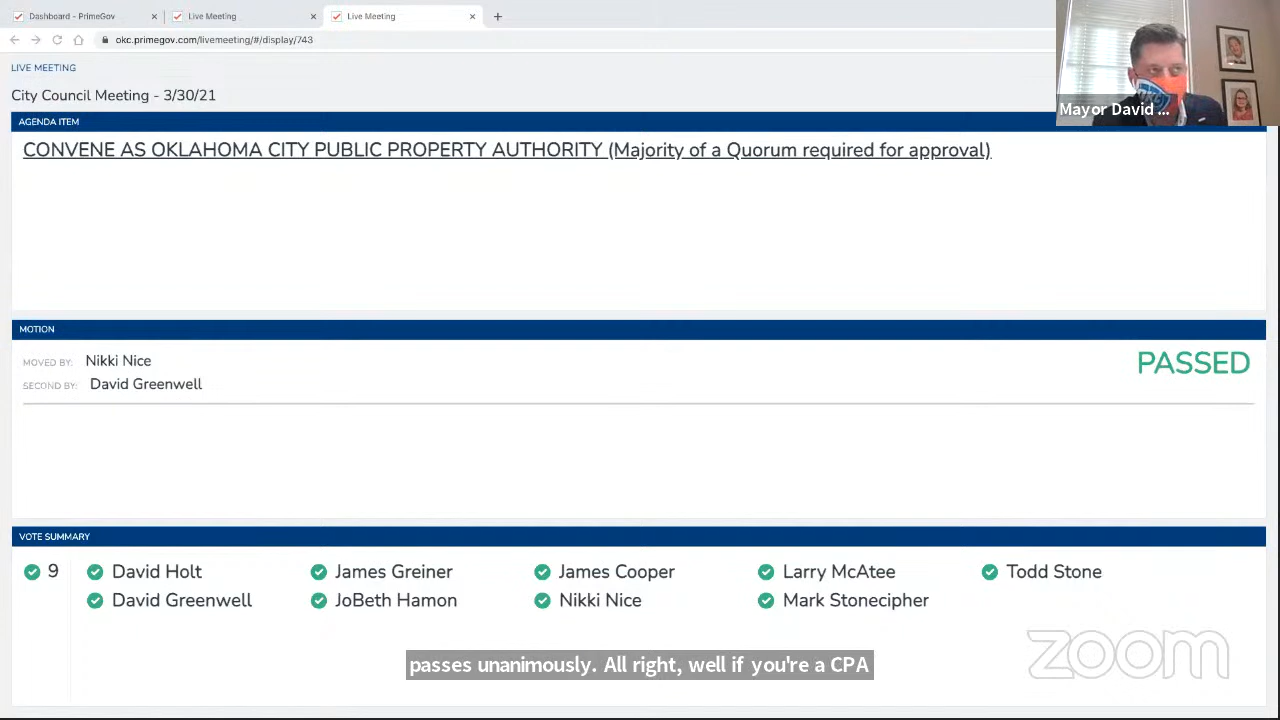 Dashboard - PrimeGov
Live Meeting
Live Meeting
okc.primegov.com/livemeeting/#/display/743
LIVE MEETING
City Council Meeting - 3/30/21
Mayor David ...
AGENDA ITEM
CONVENE AS OKLAHOMA CITY PUBLIC PROPERTY AUTHORITY (Majority of a Quorum required for approval)
MOTION
MOVED BY: Nikki Nice
SECOND BY: David Greenwell
PASSED
VOTE SUMMARY
9 David Holt James Greiner James Cooper Larry McAtee Todd Stone
David Greenwell JoBeth Hamon Nikki Nice Mark Stonecipher
zoom
passes unanimously. All right, well if you're a CPA